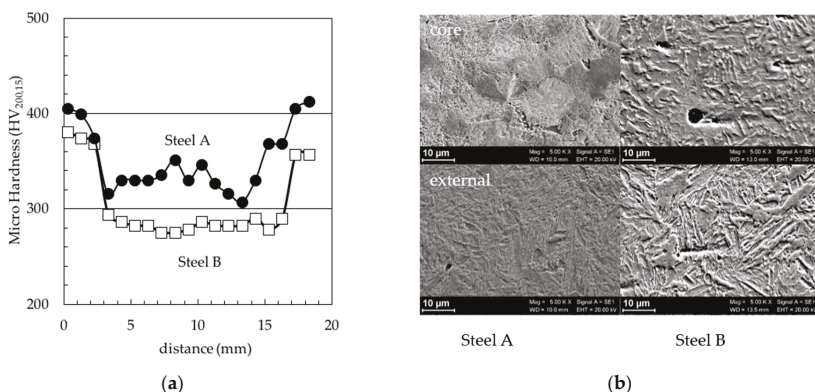 500
400
300
200
Micro Hardness (HV200,15)
Steel A
Steel B
0
5
10
15
20
distance (mm)
(a)
core
10 μm
Mag = 5.00 K X
Signal A = SE1
WD = 10.0 mm
EHT = 20.00 kV
10 μm
Mag = 5.00 K X
Signal A = SE1
WD = 13.0 mm
EHT = 20.00 kV
external
10 μm
Mag = 5.00 K X
Signal A = SE1
WD = 10.0 mm
EHT = 20.00 kV
10 μm
Mag = 5.00 K X
Signal A = SE1
WD = 13.5 mm
EHT = 20.00 kV
Steel A
Steel B
(b)